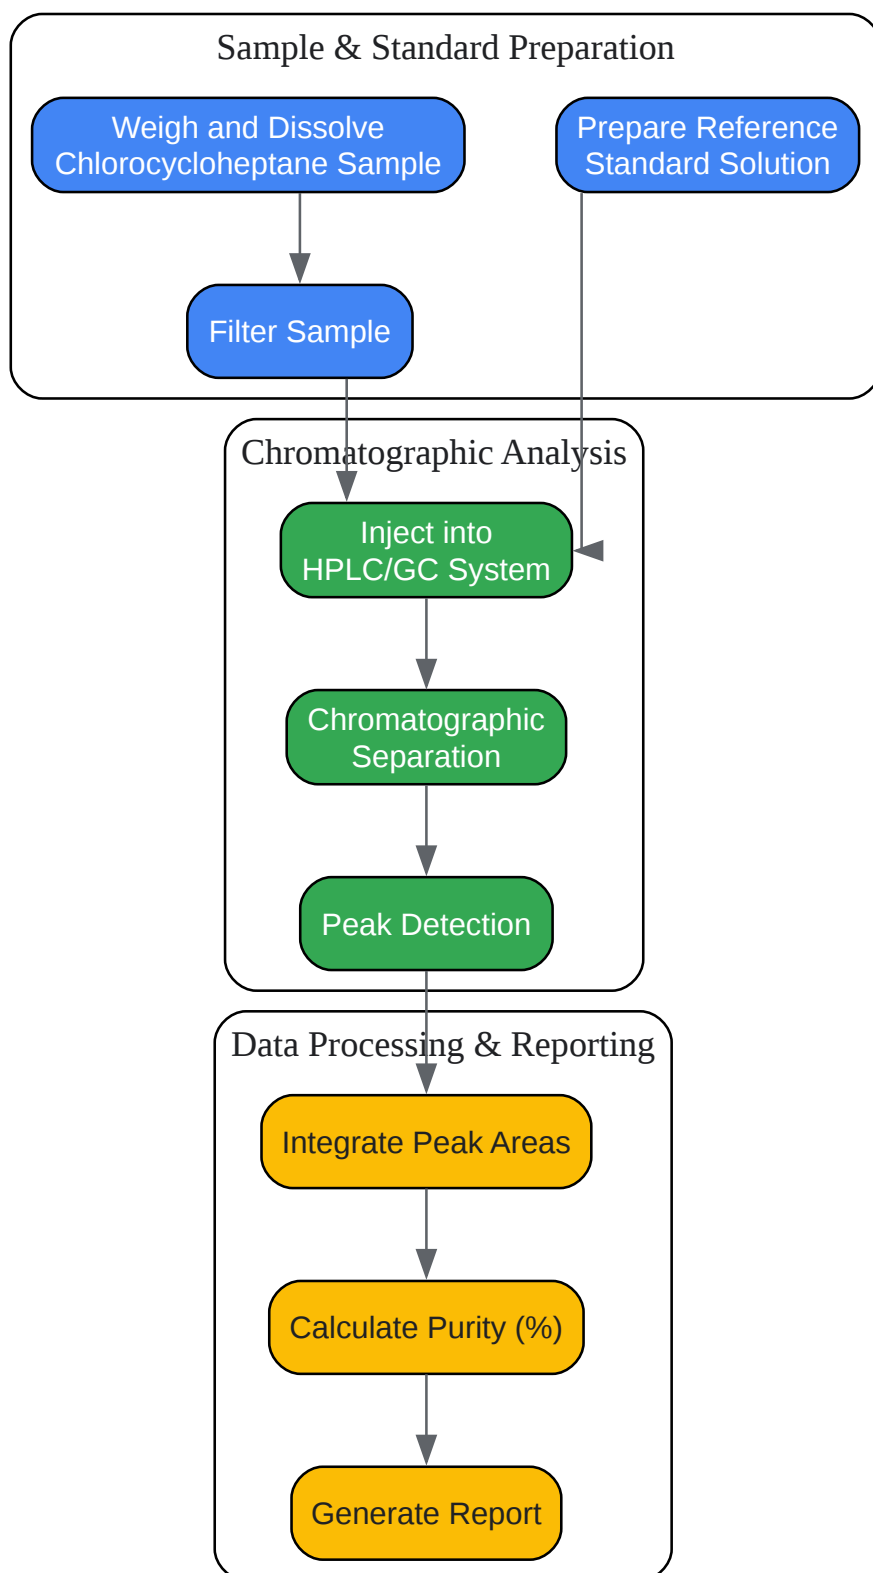 Sample & Standard Preparation
Weigh and Dissolve
Chlorocycloheptane Sample
Prepare Reference
Standard Solution
Filter Sample
Chromatographic Analysis
Inject into
HPLC/GC System
Chromatographic
Separation
Peak Detection
Data Processing & Reporting
Integrate Peak Areas
Calculate Purity (%)
Generate Report